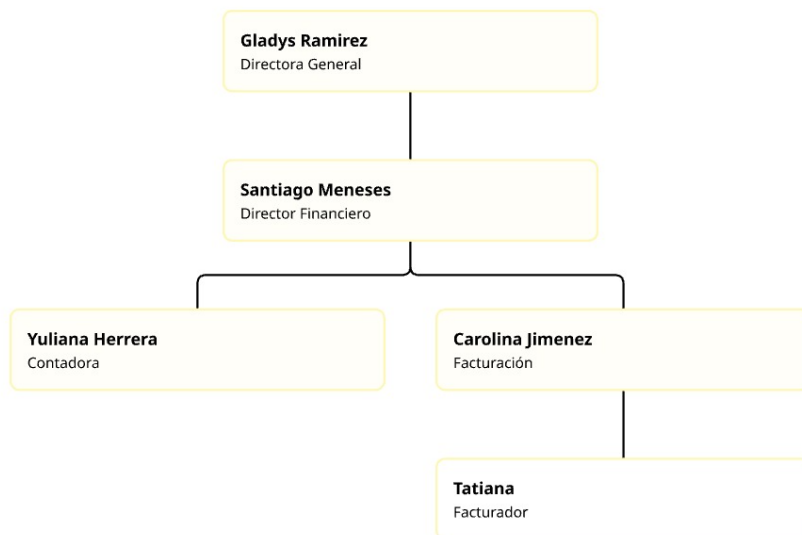 Gladys Ramirez
Directora General
Santiago Meneses
Director Financiero
Yuliana Herrera
Contadora
Carolina Jimenez
Facturación
Tatiana
Facturador